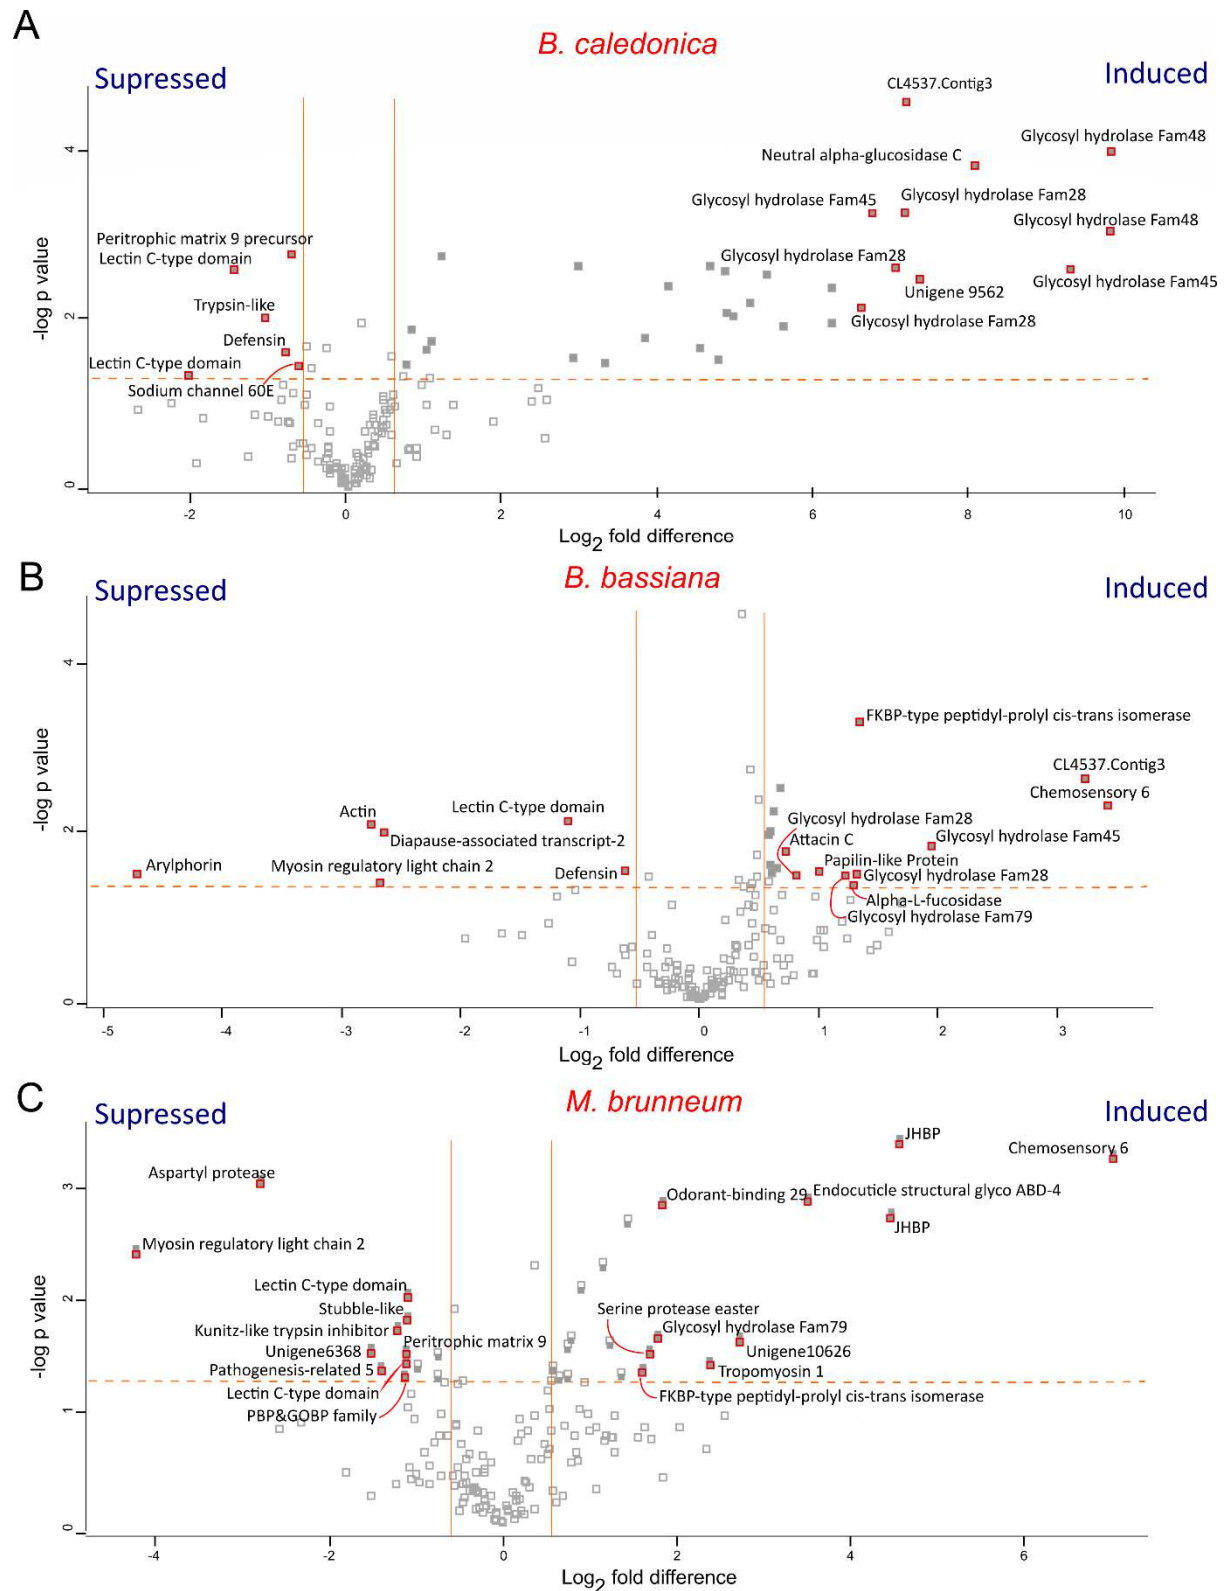 A
B. caledonica
Supressed
Induced
CL4537.Contig3
Glycosyl hydrolase Fam48
Neutral alpha-glucosidase C
Glycosyl hydrolase Fam45
Glycosyl hydrolase Fam28
Glycosyl hydrolase Fam48
Peritrophic matrix 9 precursor
Lectin C-type domain
Glycosyl hydrolase Fam28
Glycosyl hydrolase Fam45
Unigene 9562
Trypsin-like
Glycosyl hydrolase Fam28
Defensin
Lectin C-type domain
Sodium channel 60E
-log p value
4
2
0
-2
0
2
4
6
8
10
Log2 fold difference
B
B. bassiana
Supressed
Induced
FKBP-type peptidyl-prolyl cis-trans isomerase
CL4537.Contig3
Chemosensory 6
Lectin C-type domain
Actin
Diapause-associated transcript-2
Glycosyl hydrolase Fam28
Attacin C
Glycosyl hydrolase Fam45
Arylphorin
Myosin regulatory light chain 2
Defensin
Papilin-like Protein
Glycosyl hydrolase Fam28
Alpha-L-fucosidase
Glycosyl hydrolase Fam79
-log p value
4
2
0
-5
-4
-3
-2
-1
0
1
2
3
Log2 fold difference
C
M. brunneum
Supressed
Induced
JHBP
Chemosensory 6
Aspartyl protease
Odorant-binding 29
Endocuticle structural glyco ABD-4
JHBP
Myosin regulatory light chain 2
Lectin C-type domain
Stubble-like
Serine protease easter
Kunitz-like trypsin inhibitor
Glycosyl hydrolase Fam79
Peritrophic matrix 9
Unigene6368
Unigene10626
Pathogenesis-related 5
Tropomyosin 1
Lectin C-type domain
FKBP-type peptidyl-prolyl cis-trans isomerase
PBP&GOBP family
-log p value
3
2
1
0
-4
-2
0
2
4
6
Log2 fold difference